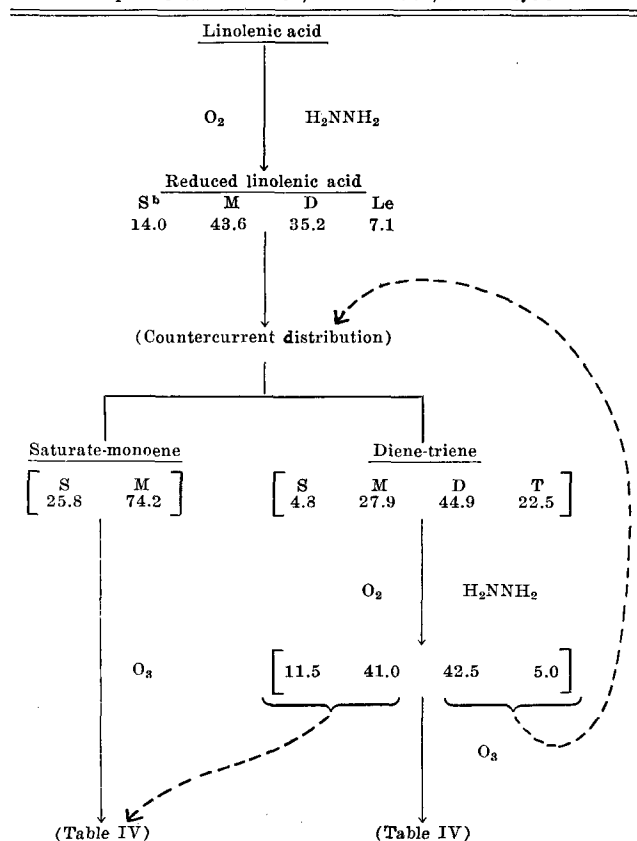 Linolenic acid
O₂ H₂NNH₂
Reduced linolenic acid
Sᵇ M D Le
14.0 43.6 35.2 7.1
(Countercurrent distribution)
Saturate-monoene Diene-triene
S M S M D T
25.8 74.2 4.8 27.9 44.9 22.5
O₂ H₂NNH₂
O₃ 11.5 41.0 42.5 5.0
O₃
(Table IV) (Table IV)